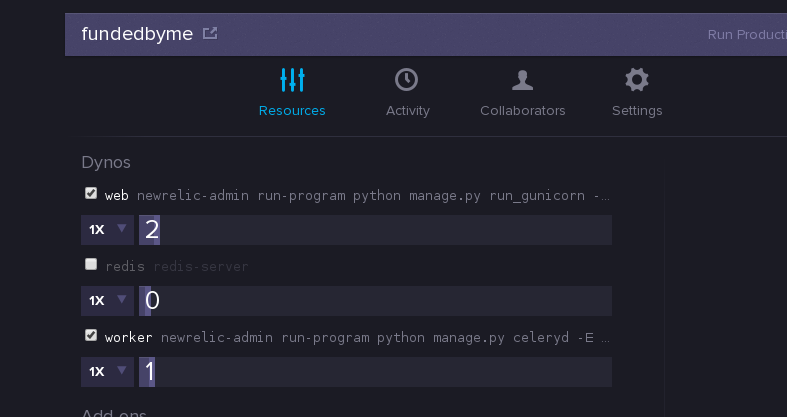 fundedbyme Run Producti
Resources Activity Collaborators Settings
Dynos
web newrelic-admin run-program python manage.py run_gunicorn -…
1X 2
redis redis-server
1X 0
worker newrelic-admin run-program python manage.py celeryd -E …
1X 1
Add-ons